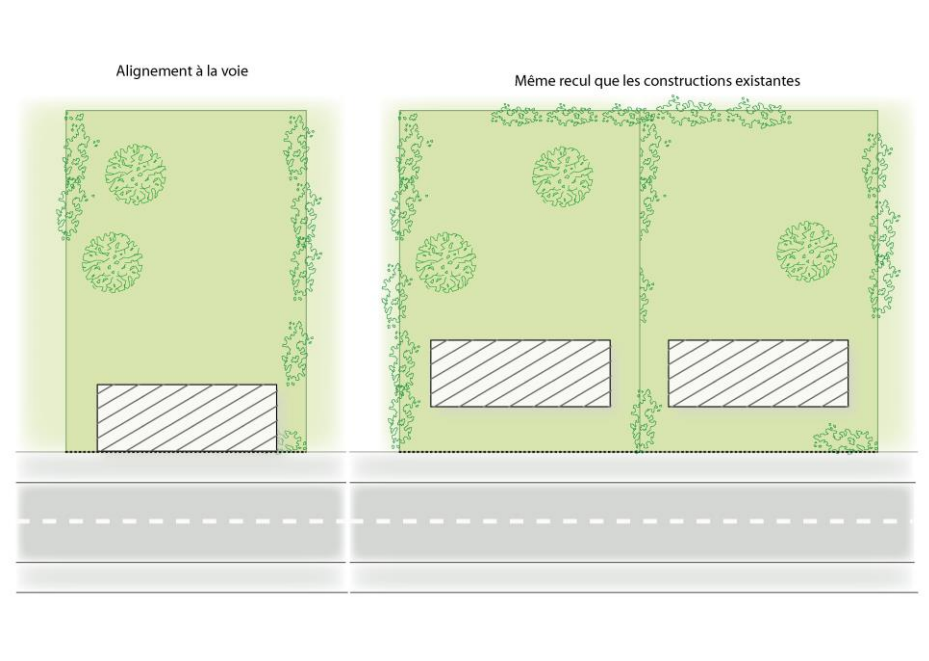 Alignement à la voie
Même recul que les constructions existantes